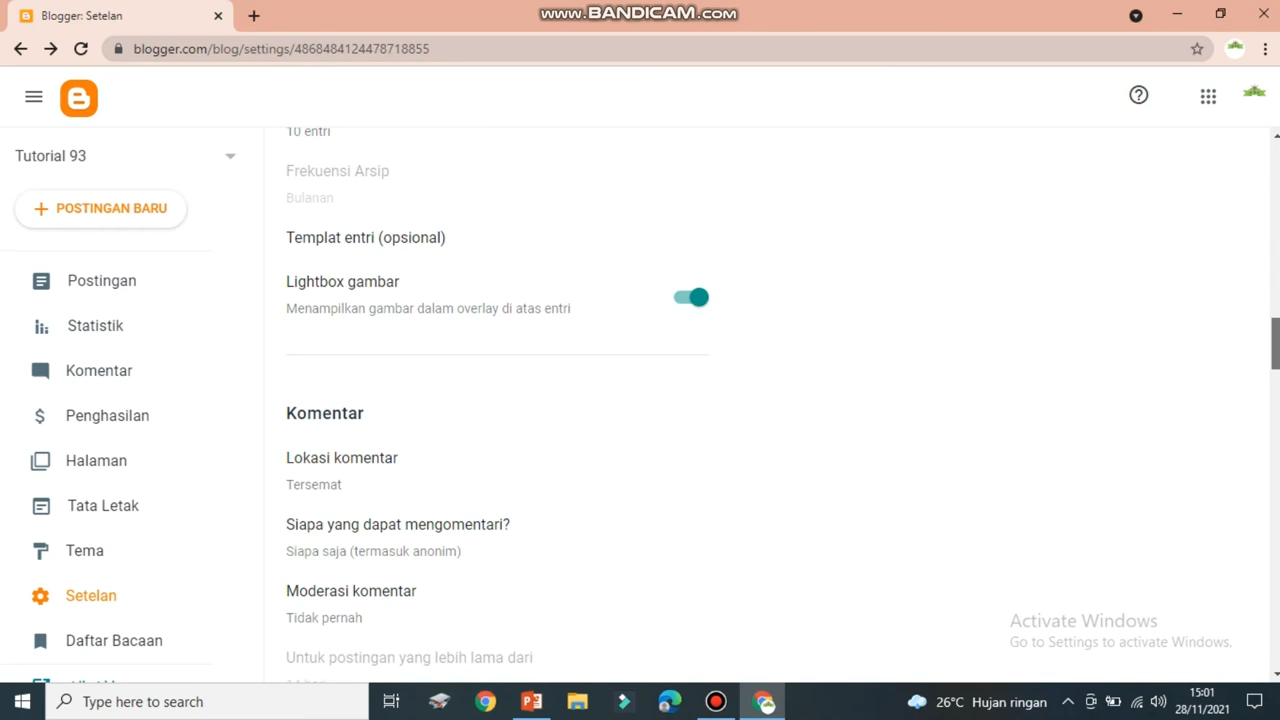 Blogger: Setelan
www.BANDICAM.com
blogger.com/blog/settings/4868484124478718855
Tutorial 93
POSTINGAN BARU
Postingan
Statistik
Komentar
Penghasilan
Halaman
Tata Letak
Tema
Setelan
Daftar Bacaan
10 entri
Frekuensi Arsip
Bulanan
Templat entri (opsional)
Lightbox gambar
Menampilkan gambar dalam overlay di atas entri
Komentar
Lokasi komentar
Tersemat
Siapa yang dapat mengomentari?
Siapa saja (termasuk anonim)
Moderasi komentar
Tidak pernah
Untuk postingan yang lebih lama dari
Activate Windows
Go to Settings to activate Windows.
Type here to search
26°C Hujan ringan
15:01
28/11/2021